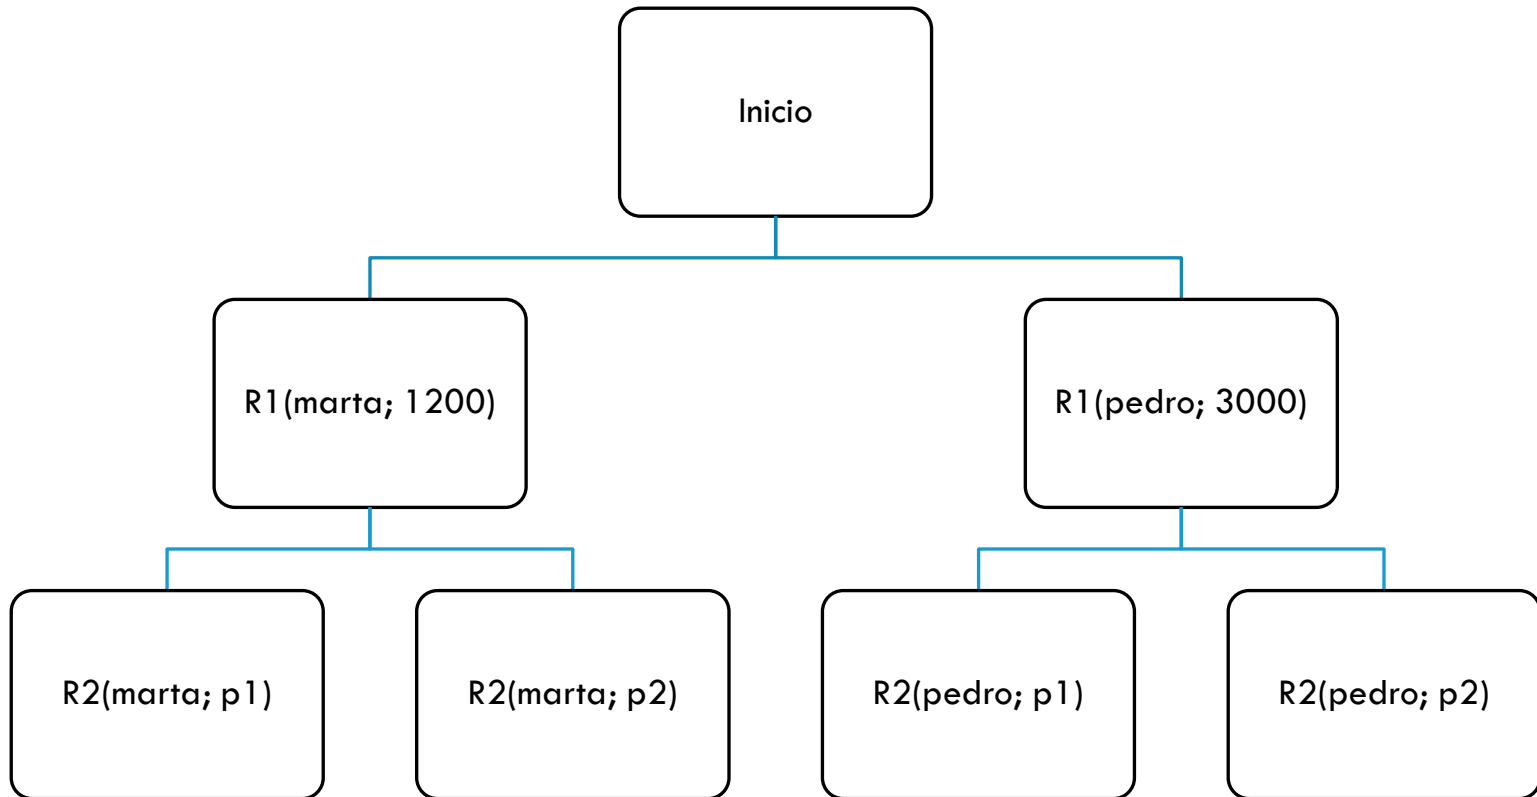 Inicio
R1(marta; 1200)
R1(pedro; 3000)
R2(marta; p1)
R2(marta; p2)
R2(pedro; p1)
R2(pedro; p2)